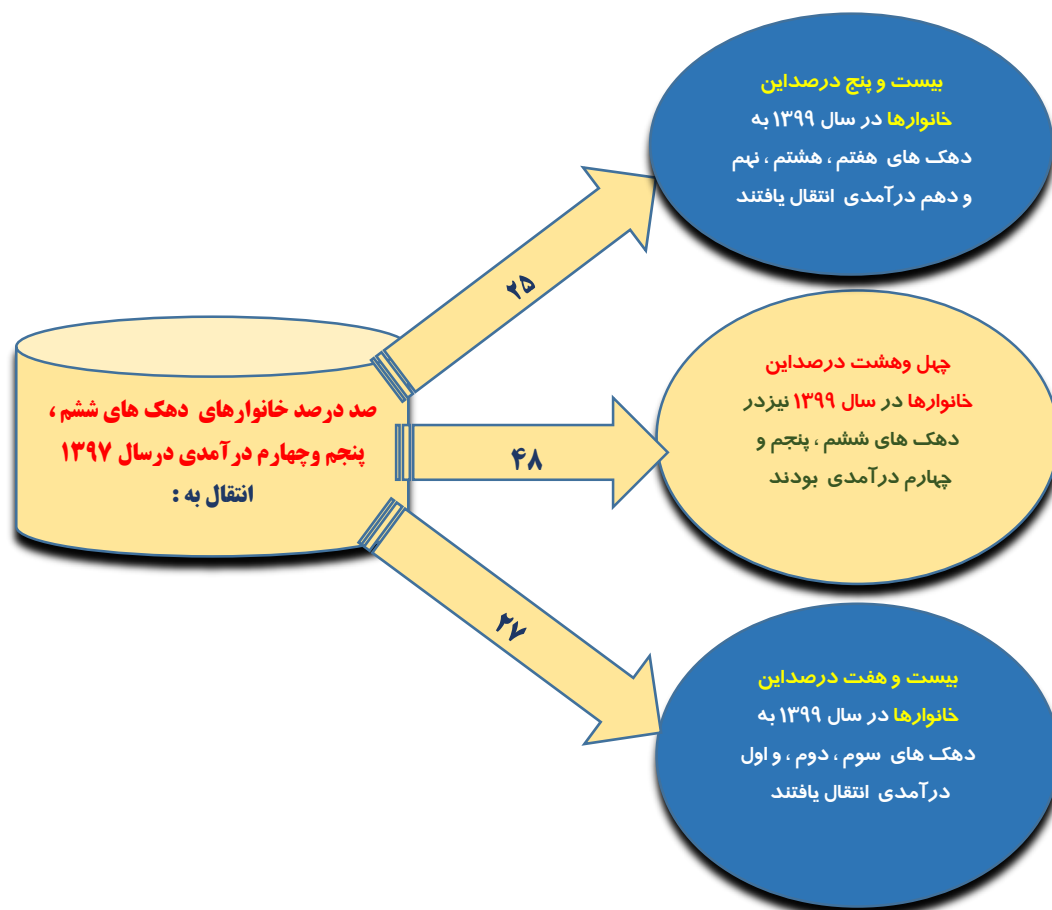 بیست و پنج درصداین
خانوارها در سال ۱۳۹۹ به
دهک های هفتم ، هشتم ، نهم
و دهم درآمدی انتقال یافتند
۲۵
صد درصد خانوارهای دهک های ششم ،
پنجم وچهارم درآمدی درسال ۱۳۹۷
انتقال به :
۴۸
چهل وهشت درصداین
خانوارها در سال ۱۳۹۹ نیزدر
دهک های ششم ، پنجم و
چهارم درآمدی بودند
۲۷
بیست و هفت درصداین
خانوارها در سال ۱۳۹۹ به
دهک های سوم ، دوم ، و اول
درآمدی انتقال یافتند